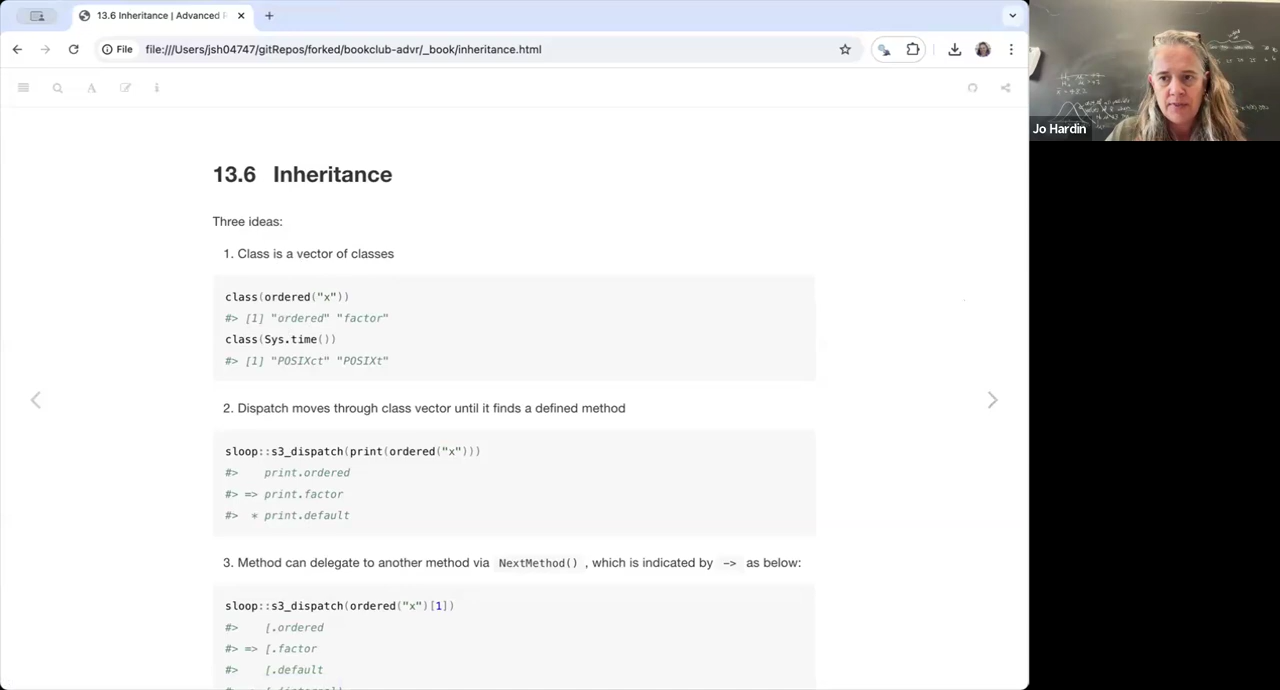 13.6 Inheritance | Advanced
File
file:///Users/jsh04747/gitRepos/forked/bookclub-advr/_book/inheritance.html
Jo Hardin
13.6 Inheritance
Three ideas:
1. Class is a vector of classes
class(ordered("x"))
#> [1] "ordered" "factor"
class(Sys.time())
#> [1] "POSIXct" "POSIXt"
2. Dispatch moves through class vector until it finds a defined method
sloop::s3_dispatch(print(ordered("x")))
#>    print.ordered
#> => print.factor
#>  * print.default
3. Method can delegate to another method via NextMethod() , which is indicated by -> as below:
sloop::s3_dispatch(ordered("x")[1])
#>    [.ordered
#> => [.factor
#>    [.default